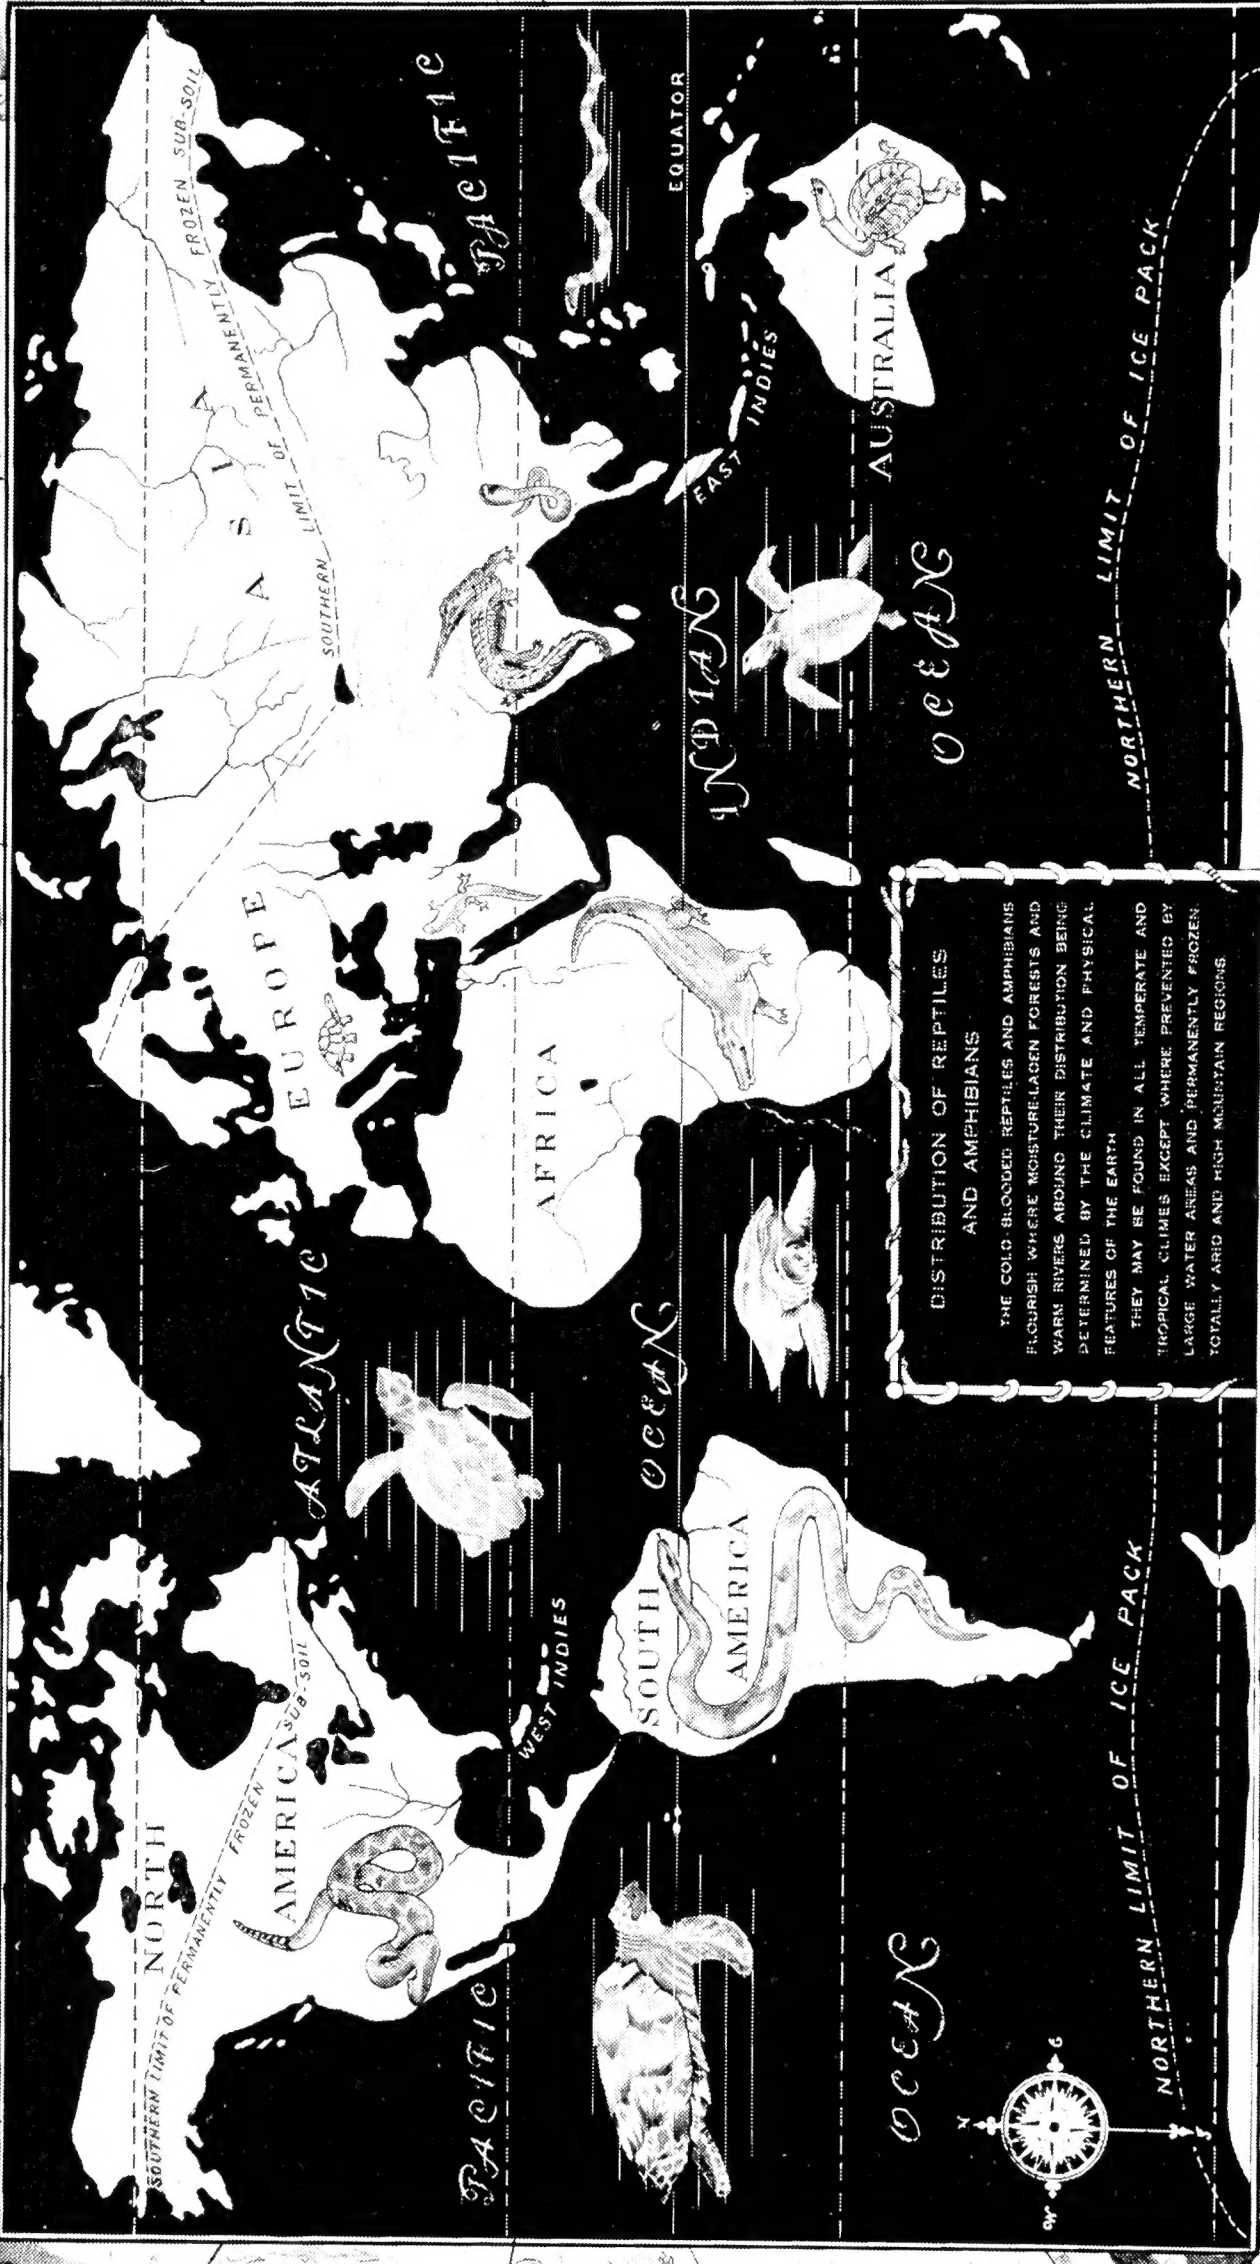 SOUTHERN LIMIT OF PERMANENTLY FROZEN SUB-SOIL
NORTH
AMERICA
ATLANTIC
OCEAN
EUROPE
ASIA
SOUTHERN LIMIT OF PERMANENTLY FROZEN SUB-SOIL
PACIFIC
PACIFIC
OCEAN
WEST INDIES
SOUTH
AMERICA
AFRICA
INDIAN
OCEAN
EAST INDIES
EQUATOR
AUSTRALIA
N
W
E
S
NORTHERN LIMIT OF ICE PACK
DISTRIBUTION OF REPTILES
AND AMPHIBIANS
THE COLD-BLOODED REPTILES AND AMPHIBIANS
FLOURISH WHERE MOISTURE-LADEN FORESTS AND
WARM RIVERS ABOUND THEIR DISTRIBUTION BEING
DETERMINED BY THE CLIMATE AND PHYSICAL
FEATURES OF THE EARTH
THEY MAY BE FOUND IN ALL TEMPERATE AND
TROPICAL CLIMES EXCEPT WHERE PREVENTED BY
LARGE WATER AREAS AND PERMANENTLY FROZEN,
TOTALLY ARID AND HIGH MOUNTAIN REGIONS.
NORTHERN LIMIT OF ICE PACK